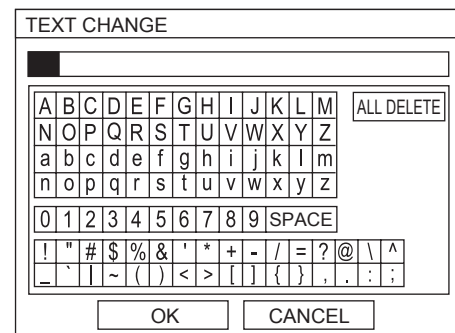 TEXT CHANGE
A B C D E F G H I J K L M ALL DELETE
N O P Q R S T U V W X Y Z
a b c d e f g h i j k l m
n o p q r s t u v w x y z
0 1 2 3 4 5 6 7 8 9 SPACE
! " # $ % & ' * + - / = ? @ \ ^
_ ` | ~ ( ) < > [ ] { } , . : ;
OK CANCEL